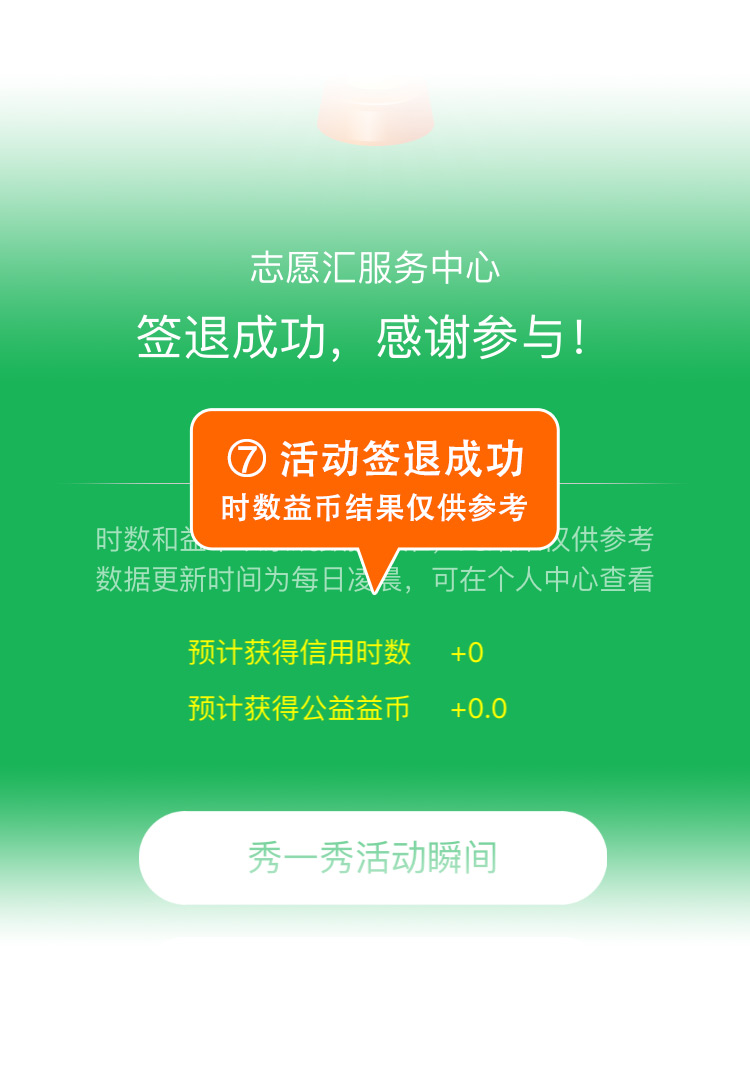 志愿汇服务中心
签退成功，感谢参与！
⑦ 活动签退成功
时数益币结果仅供参考
时数和益
仅供参考
数据更新时间为每日凌晨，可在个人中心查看
预计获得信用时数 +0
预计获得公益益币 +0.0
秀一秀活动瞬间